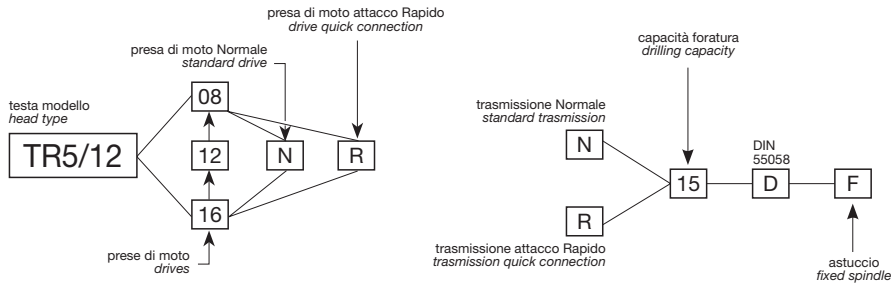 presa di moto attacco Rapido
drive quick connection
presa di moto Normale
standard drive
testa modello
head type
TR5/12
08
12
N
R
16
prese di moto
drives
capacità foratura
drilling capacity
trasmissione Normale
standard trasmission
N
DIN
55058
15
D
F
R
trasmissione attacco Rapido
trasmission quick connection
astuccio
fixed spindle